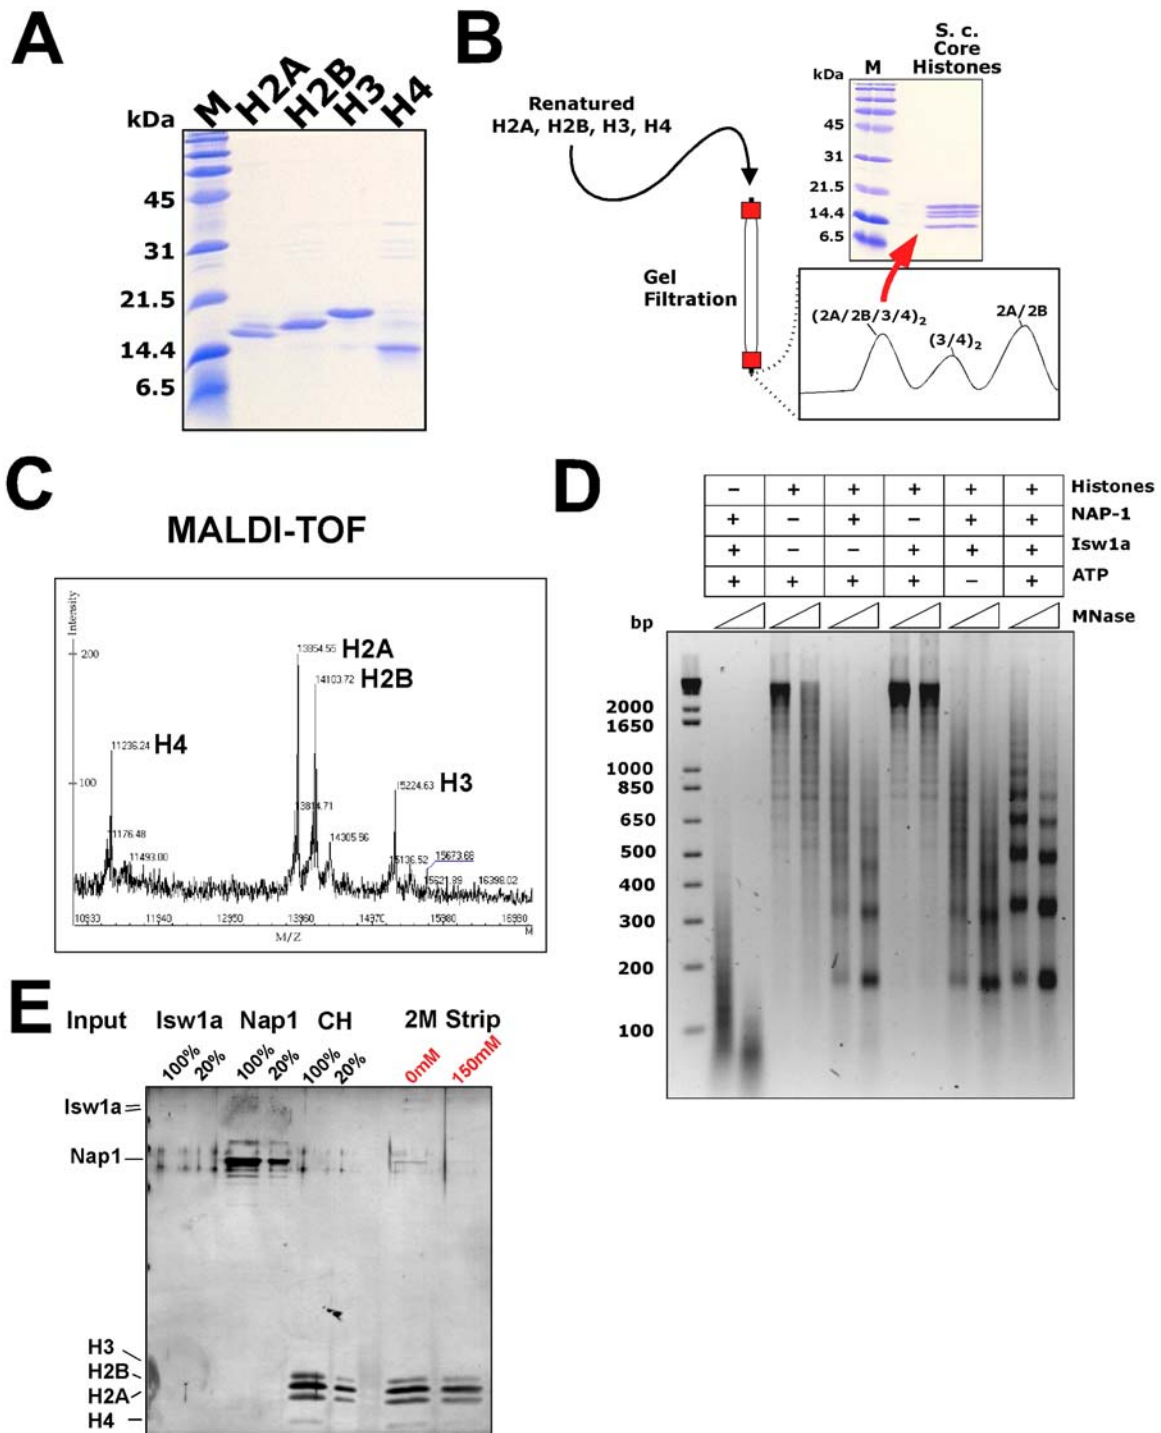 A
M H2A H2B H3 H4
kDa
45
31
21.5
14.4
6.5
B
Renatured
H2A, H2B, H3, H4
Gel
Filtration
S. c.
Core
Histones
kDa M
45
31
21.5
14.4
6.5
(2A/2B/3/4)2
(3/4)2
2A/2B
C
MALDI-TOF
Intensity
200
100
13854.55 H2A
14103.72 H2B
11236.24 H4
15224.63 H3
13814.71
11176.48
11493.00
14305.96
15136.52
15673.66
15621.99
16398.02
10933 11940 12950 13960 14970 15980 16990
M/Z
M
D
– + + + + + Histones
+ – + – + + NAP-1
+ – – + + + Isw1a
+ + + + – + ATP
MNase
bp
2000
1650
1000
850
650
500
400
300
200
100
E
Input Isw1a Nap1 CH 2M Strip
100% 20% 100% 20% 100% 20% 0mM 150mM
Isw1a
Nap1
H3
H2B
H2A
H4